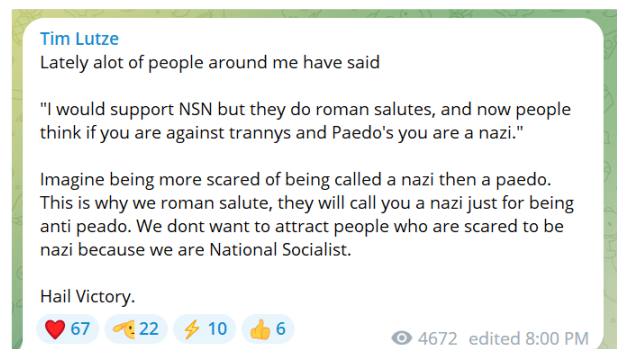 Tim Lutze
Lately alot of people around me have said
"I would support NSN but they do roman salutes, and now people
think if you are against trannys and Paedo's you are a nazi."
Imagine being more scared of being called a nazi then a paedo.
This is why we roman salute, they will call you a nazi just for being
anti peado. We dont want to attract people who are scared to be
nazi because we are National Socialist.
Hail Victory.
67 22 10 6
4672 edited 8:00 PM